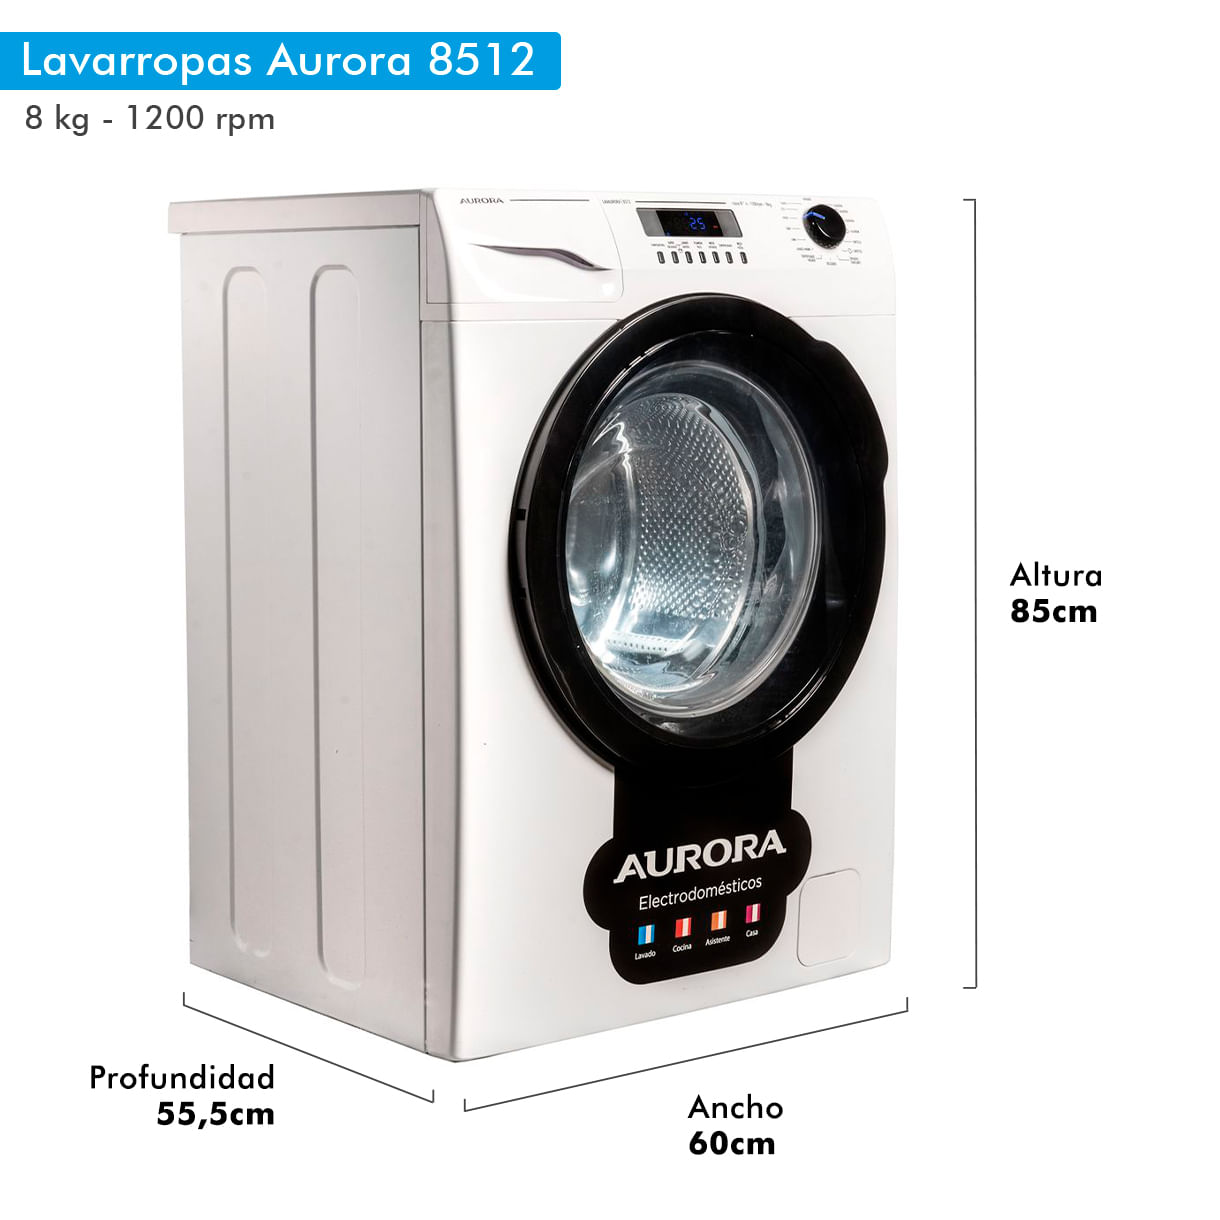 Lavarropas Aurora 8512
8 kg - 1200 rpm
AURORA
25
Altura
85cm
AURORA
Electrodomésticos
Lavado Cocina Asistente Casa
Profundidad
55,5cm
Ancho
60cm